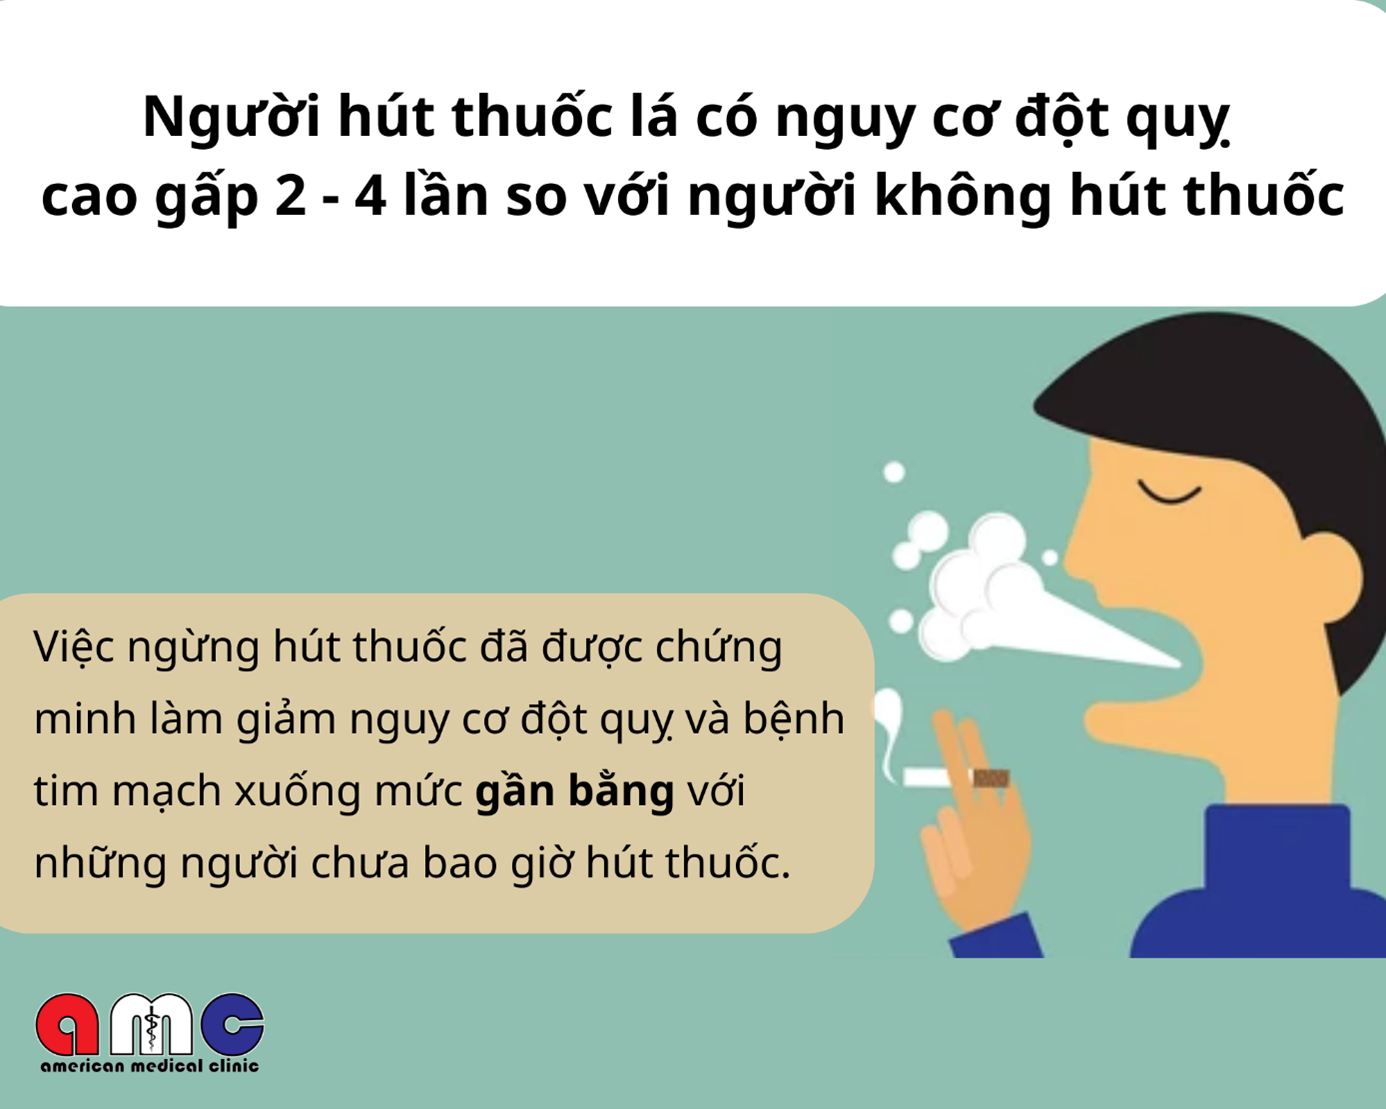 Người hút thuốc lá có nguy cơ đột quỵ
cao gấp 2 - 4 lần so với người không hút thuốc
Việc ngừng hút thuốc đã được chứng
minh làm giảm nguy cơ đột quỵ và bệnh
tim mạch xuống mức gần bằng với
những người chưa bao giờ hút thuốc.
amc
american medical clinic